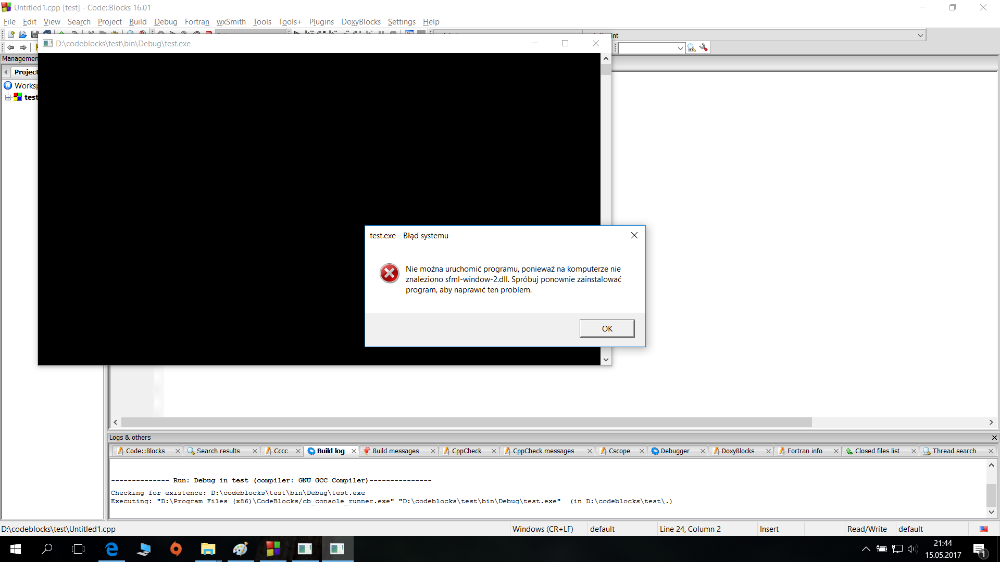 Untitled1.cpp [test] - Code::Blocks 16.01
File Edit View Search Project Build Debug Fortran wxSmith Tools Tools+ Plugins DoxyBlocks Settings Help
D:\codeblocks\test\bin\Debug\test.exe
Projec
Works
test
test.exe - Błąd systemu
Nie można uruchomić programu, ponieważ na komputerze nie
znaleziono sfml-window-2.dll. Spróbuj ponownie zainstalować
program, aby naprawić ten problem.
OK
Logs & others
Code::Blocks Search results Cccc Build log Build messages CppCheck CppCheck messages Cscope Debugger DoxyBlocks Fortran info Closed files list Thread search
-------------- Run: Debug in test (compiler: GNU GCC Compiler)---------------
Checking for existence: D:\codeblocks\test\bin\Debug\test.exe
Executing: "D:\Program Files (x86)\CodeBlocks/cb_console_runner.exe" "D:\codeblocks\test\bin\Debug\test.exe"  (in D:\codeblocks\test\.)
D:\codeblocks\test\Untitled1.cpp Windows (CR+LF) default Line 24, Column 2 Insert Read/Write default
21:44
15.05.2017
1